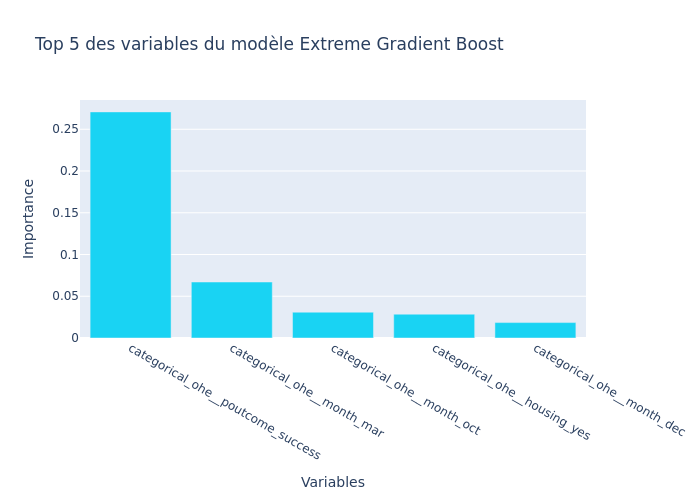 Top 5 des variables du modèle Extreme Gradient Boost
Importance
0.25
0.2
0.15
0.1
0.05
0
categorical_ohe__poutcome_success
categorical_ohe__month_mar
categorical_ohe__month_oct
categorical_ohe__housing_yes
categorical_ohe__month_dec
Variables